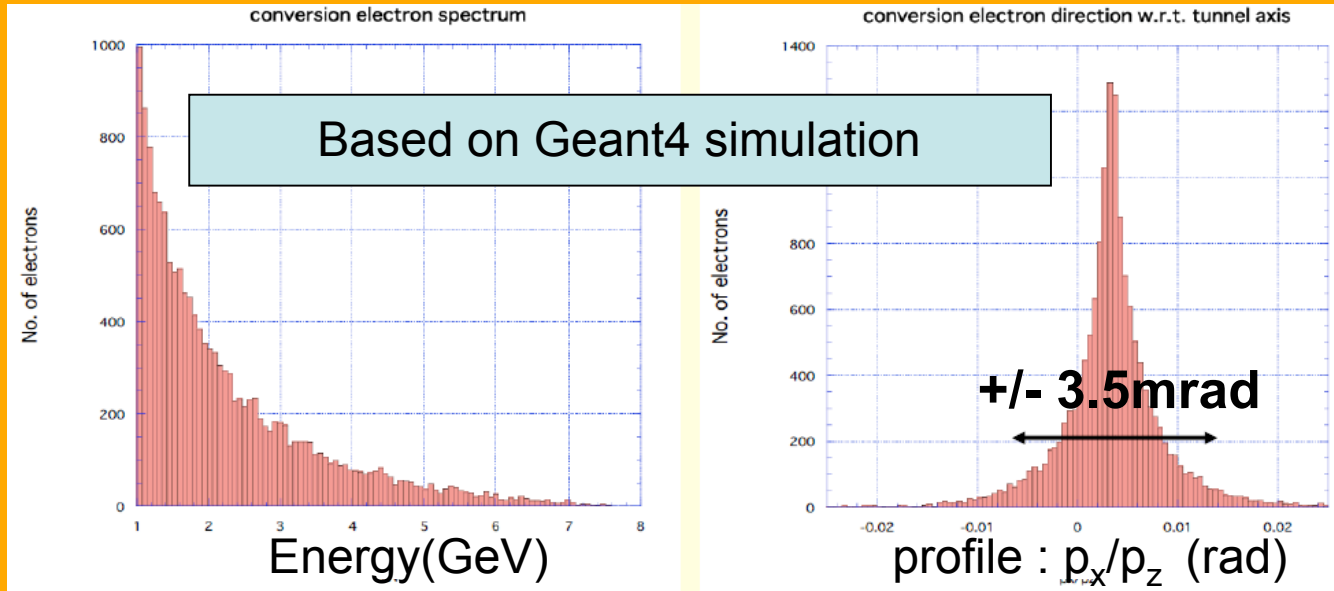 conversion electron spectrum
1000
800
600
400
200
0
No. of electrons
1 2 3 4 5 6 7 8
Energy(GeV)
Based on Geant4 simulation
conversion electron direction w.r.t. tunnel axis
1400
800
600
400
200
0
No. of electrons
+/- 3.5mrad
-0.02 -0.01 0 0.01 0.02
profile : px/pz (rad)